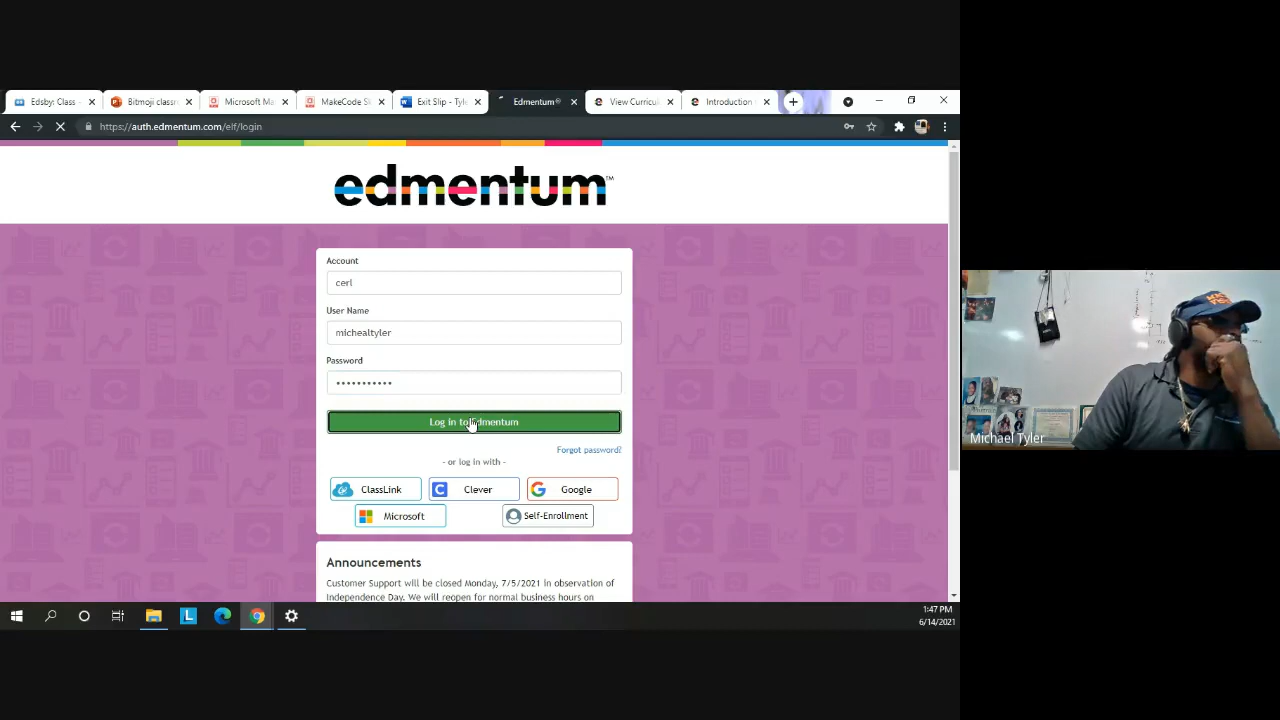 Edsby: Class
Bitmoji classr
Microsoft Ma
MakeCode Sl
Exit Slip - Tyle
Edmentum®
View Curricul
Introduction
https://auth.edmentum.com/elf/login
edmentum™
Account
cerl
User Name
michealtyler
Password
•••••••••••
Log in to Edmentum
Forgot password?
- or log in with -
ClassLink
C Clever
Google
Microsoft
Self-Enrollment
Announcements
Customer Support will be closed Monday, 7/5/2021 in observation of
Independence Day. We will reopen for normal business hours on
L
1:47 PM
6/14/2021
Michael Tyler